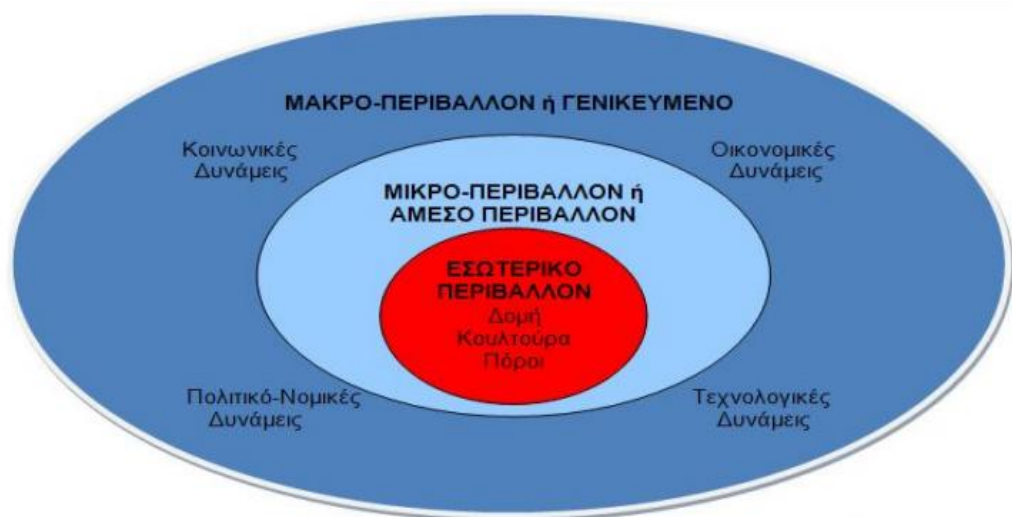 ΜΑΚΡΟ-ΠΕΡΙΒΑΛΛΟΝ ή ΓΕΝΙΚΕΥΜΕΝΟ
Κοινωνικές
Δυνάμεις
Οικονομικές
Δυνάμεις
ΜΙΚΡΟ-ΠΕΡΙΒΑΛΛΟΝ ή
ΑΜΕΣΟ ΠΕΡΙΒΑΛΛΟΝ
ΕΣΩΤΕΡΙΚΟ
ΠΕΡΙΒΑΛΛΟΝ
Δομή
Κουλτούρα
Πόροι
Πολιτικό-Νομικές
Δυνάμεις
Τεχνολογικές
Δυνάμεις